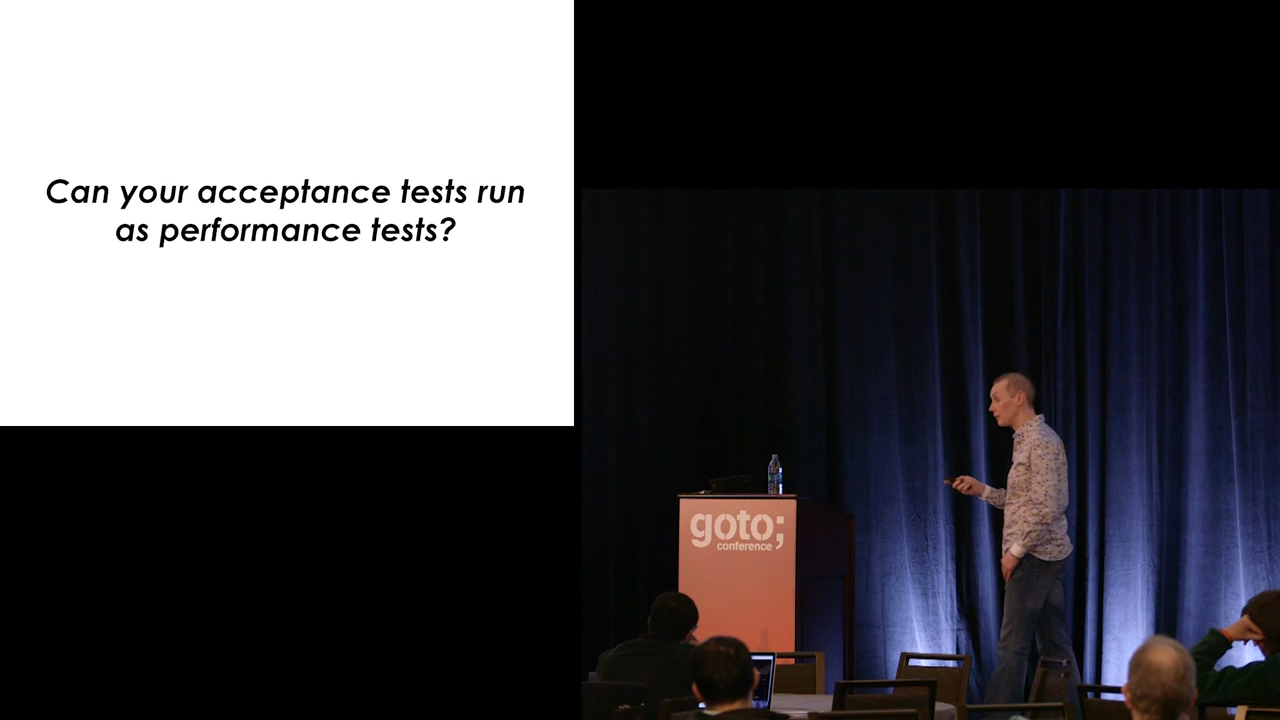 Can your acceptance tests run
as performance tests?
goto;
conference